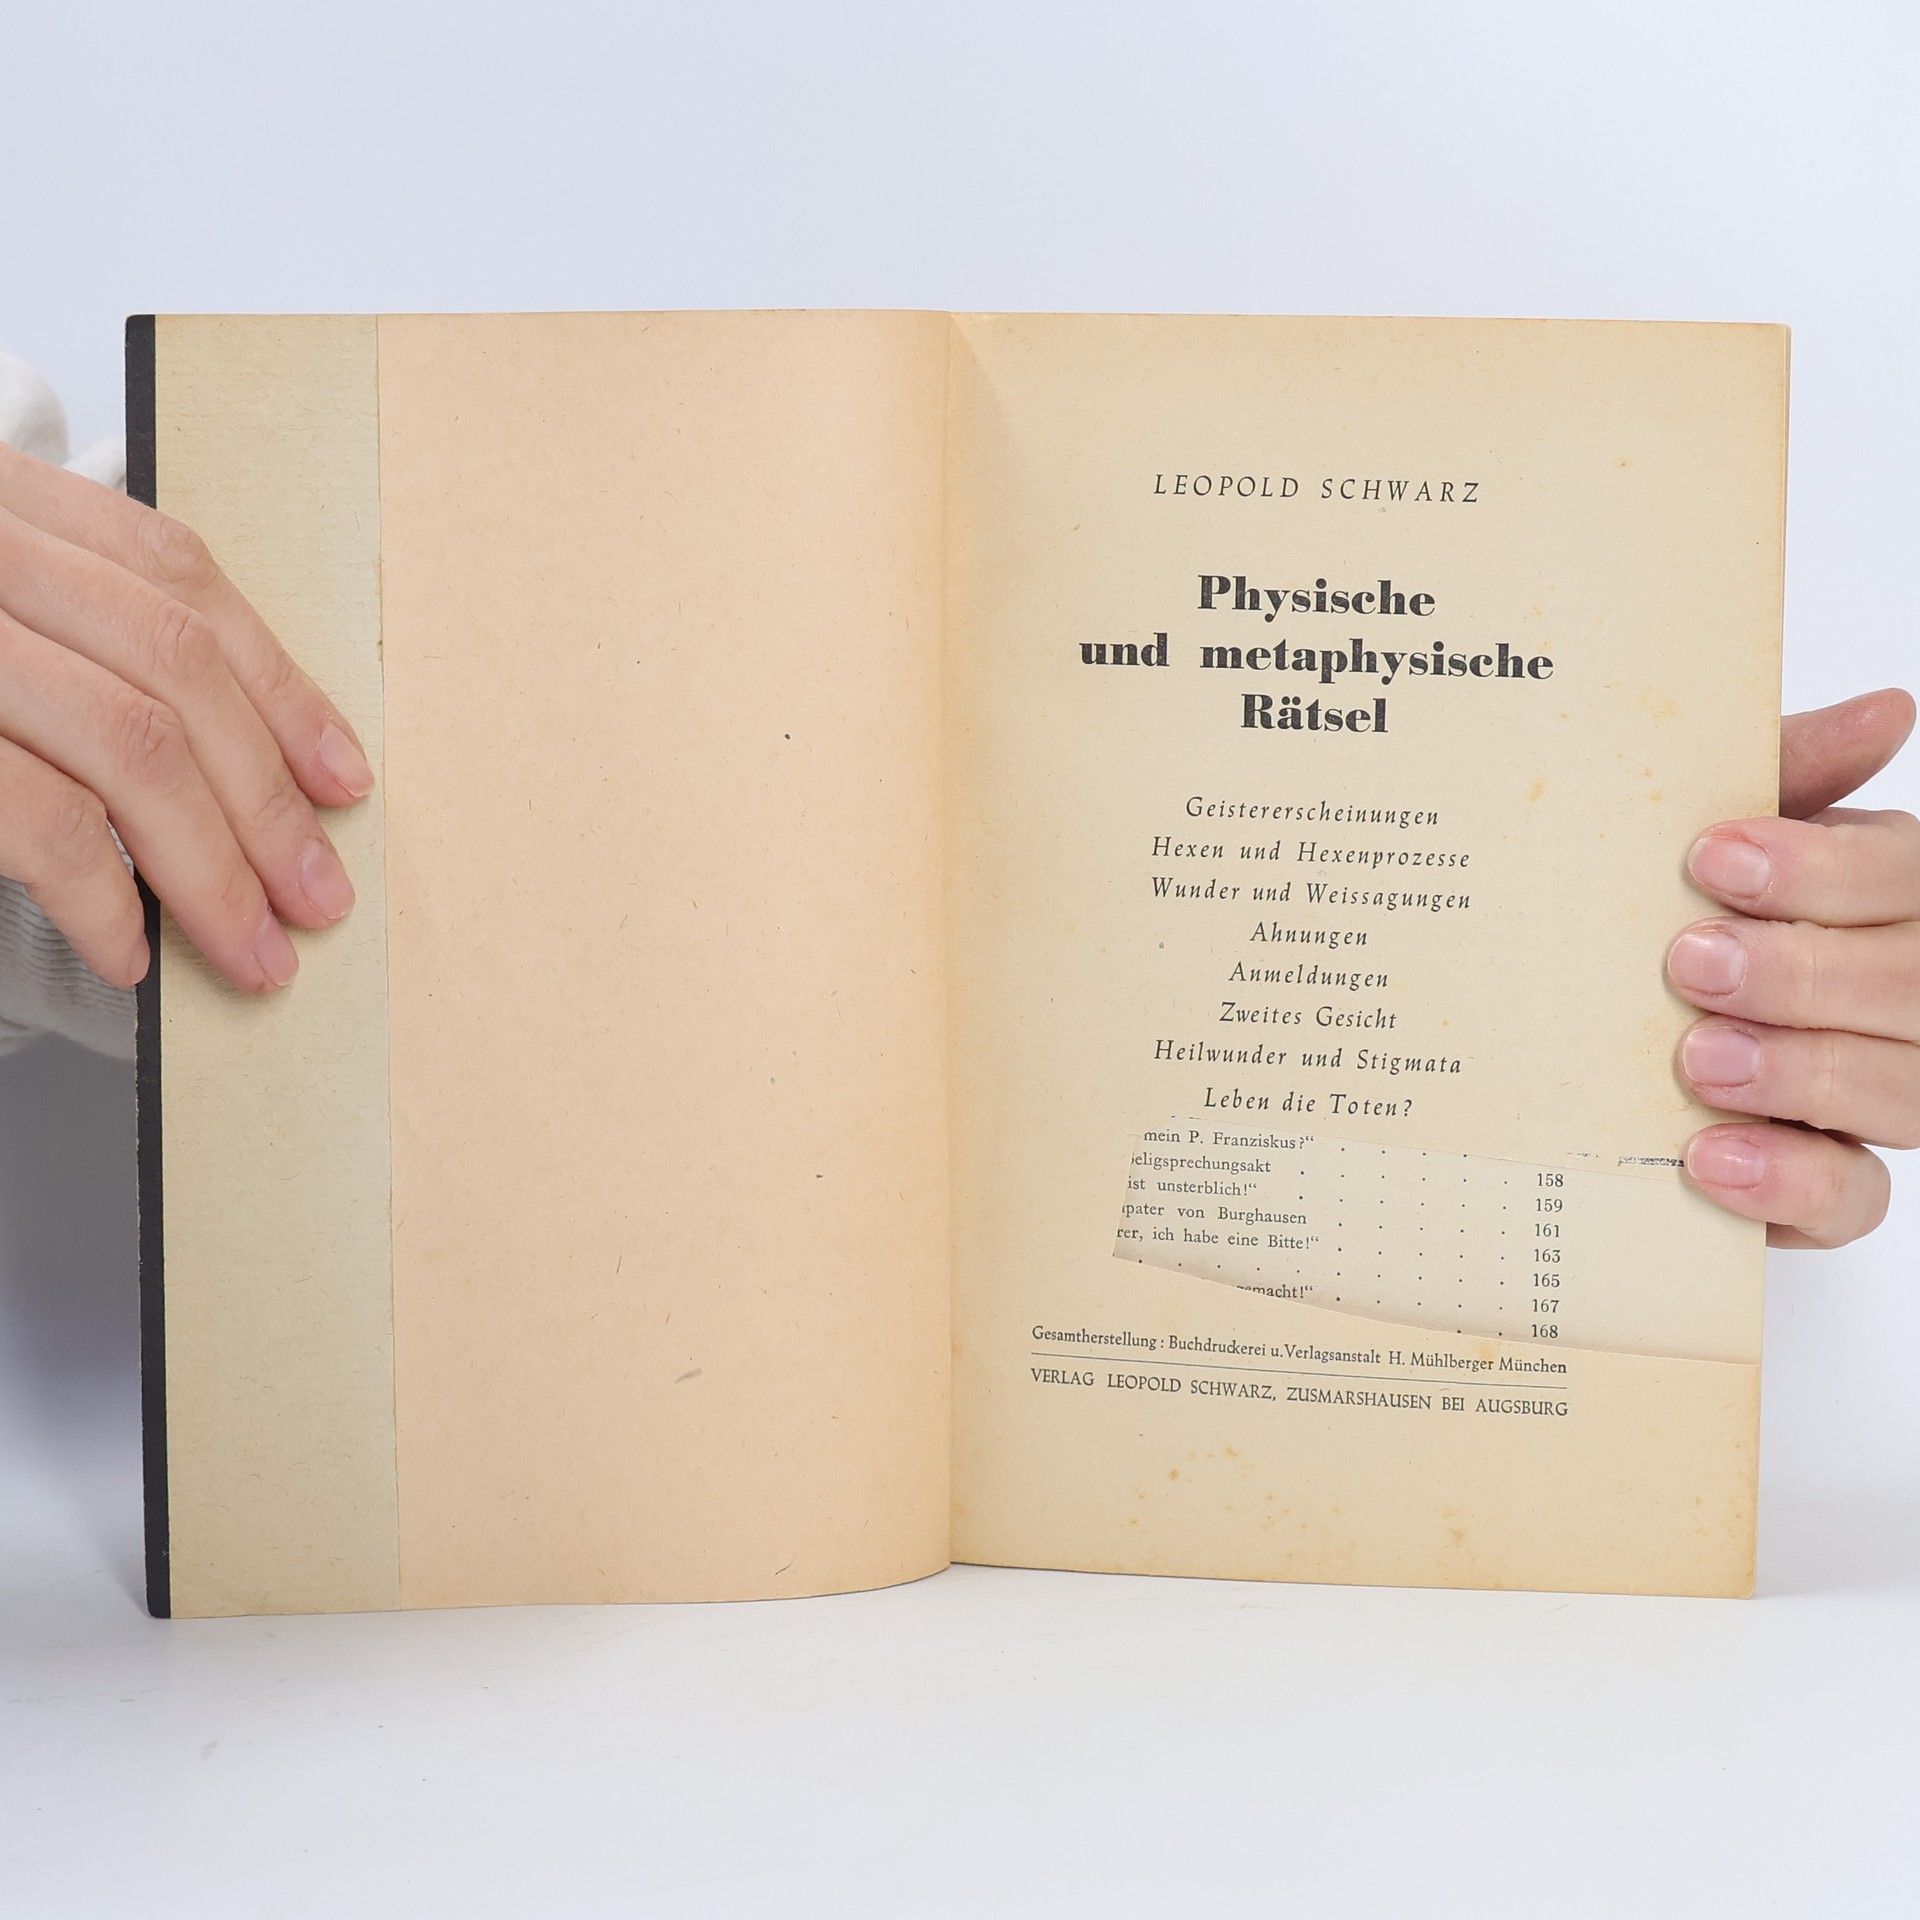 LEOPOLD SCHWARZ
Physische
und metaphysische
Rätsel
Geistererscheinungen
Hexen und Hexenprozesse
Wunder und Weissagungen
Ahnungen
Anmeldungen
Zweites Gesicht
Heilwunder und Stigmata
Leben die Toten?
mein P. Franziskus?“ . . . .
eligsprechungsakt . . . . . . 158
ist unsterblich!“ . . . . . . 159
pater von Burghausen . . . . . 161
rer, ich habe eine Bitte!“ . . . . . 163
. . . . . . . . . . 165
emacht!“ . . . . . 167
. . 168
Gesamtherstellung: Buchdruckerei u. Verlagsanstalt H. Mühlberger München
VERLAG LEOPOLD SCHWARZ, ZUSMARSHAUSEN BEI AUGSBURG